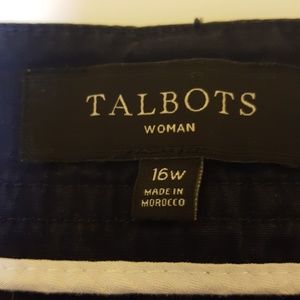 TALBOTS
WOMAN
16W
MADE IN
MOROCCO